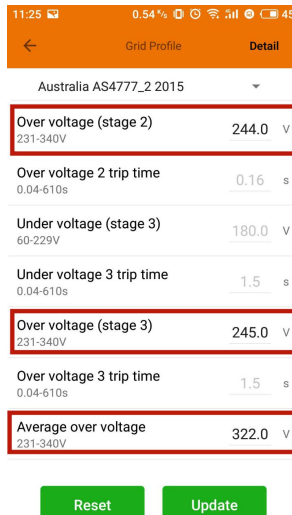 11:25 0.54 ᴷ/s 45
Grid Profile Detail
Australia AS4777_2 2015
Over voltage (stage 2) 244.0 V
231-340V
Over voltage 2 trip time 0.16 s
0.04-610s
Under voltage (stage 3) 180.0 V
60-229V
Under voltage 3 trip time 1.5 s
0.04-610s
Over voltage (stage 3) 245.0 V
231-340V
Over voltage 3 trip time 1.5 s
0.04-610s
Average over voltage 322.0 V
231-340V
Reset Update